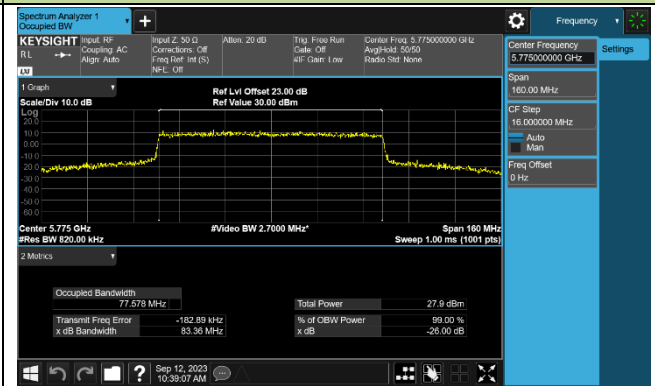 Spectrum Analyzer 1
Occupied BW
Frequency
KEYSIGHT
Input: RF
Coupling: AC
Align: Auto
Input Z: 50 Ω
Corrections: Off
Freq Ref: Int (S)
NFE: Off
Atten: 20 dB
Trig: Free Run
Gate: Off
#IF Gain: Low
Center Freq: 5.775000000 GHz
Avg|Hold: 50/50
Radio Std: None
R L
LXI
Center Frequency
5.775000000 GHz
Settings
Span
160.00 MHz
CF Step
16.000000 MHz
Auto
Man
Freq Offset
0 Hz
1 Graph
Scale/Div 10.0 dB
Ref Lvl Offset 23.00 dB
Ref Value 30.00 dBm
Log
20.0
10.0
0.00
-10.0
-20.0
-30.0
-40.0
-50.0
-60.0
Center 5.775 GHz
#Video BW 2.7000 MHz*
Span 160 MHz
#Res BW 820.00 kHz
Sweep 1.00 ms (1001 pts)
2 Metrics
Occupied Bandwidth
77.578 MHz
Total Power
27.9 dBm
Transmit Freq Error
-182.89 kHz
% of OBW Power
99.00 %
x dB Bandwidth
83.36 MHz
x dB
-26.00 dB
?
Sep 12, 2023
10:39:07 AM